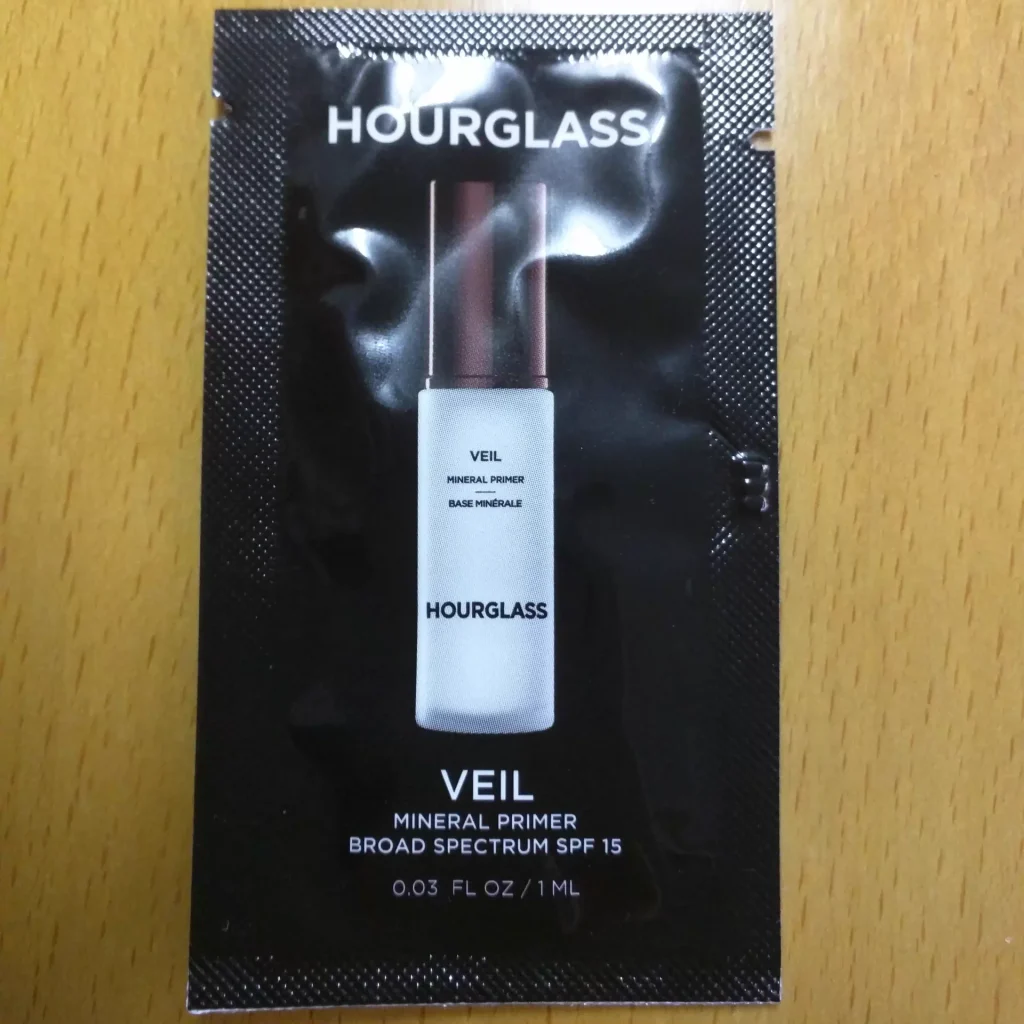 HOURGLASS
VEIL
MINERAL PRIMER
BASE MINÉRALE
HOURGLASS
VEIL
MINERAL PRIMER
BROAD SPECTRUM SPF 15
0.03 FL OZ / 1 ML